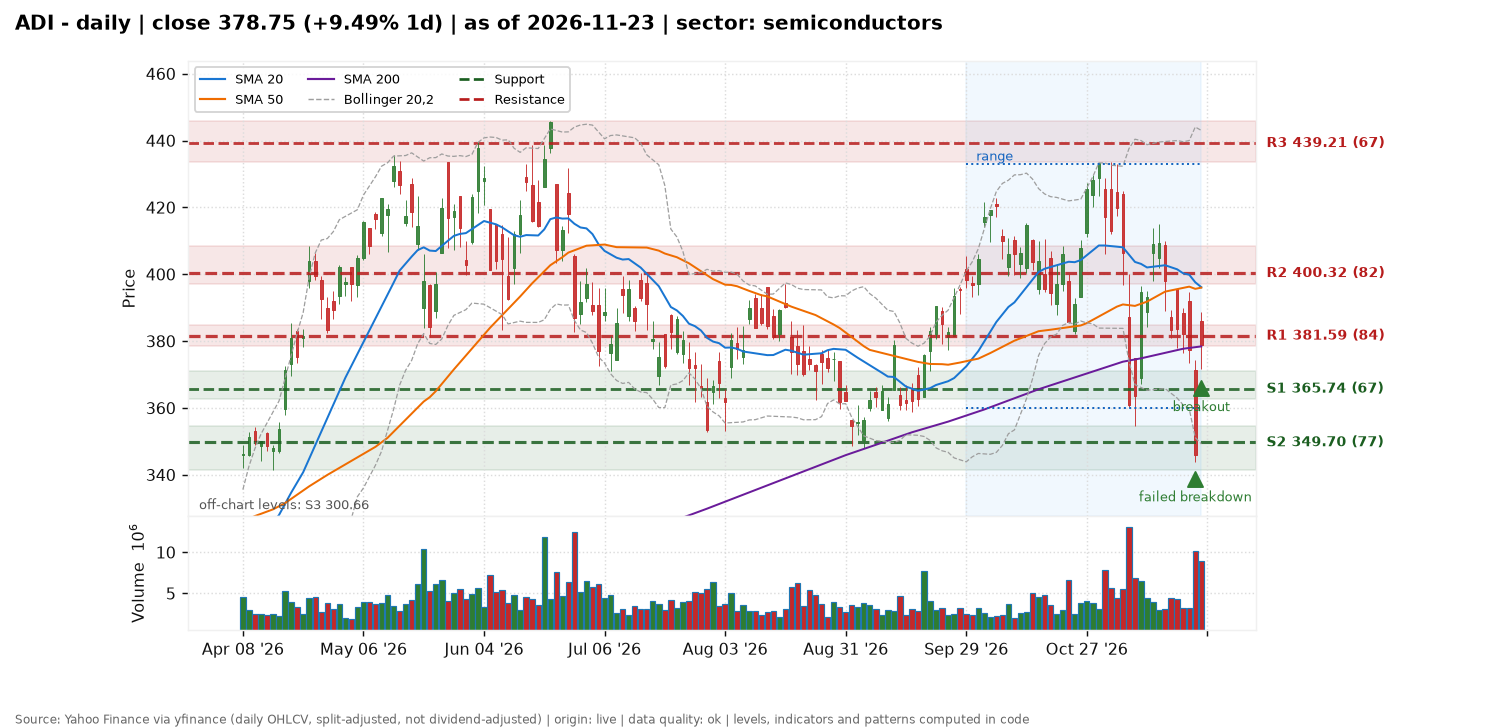 ADI - daily | close 378.75 (+9.49% 1d) | as of 2026-11-23 | sector: semiconductors
SMA 20
SMA 50
SMA 200
Bollinger 20,2
Support
Resistance
Price
460
440
420
400
380
360
340
range
R3 439.21 (67)
R2 400.32 (82)
R1 381.59 (84)
S1 365.74 (67)
S2 349.70 (77)
breakout
failed breakdown
off-chart levels: S3 300.66
Volume 10^6
10
5
Apr 08 '26
May 06 '26
Jun 04 '26
Jul 06 '26
Aug 03 '26
Aug 31 '26
Sep 29 '26
Oct 27 '26
Source: Yahoo Finance via yfinance (daily OHLCV, split-adjusted, not dividend-adjusted) | origin: live | data quality: ok | levels, indicators and patterns computed in code